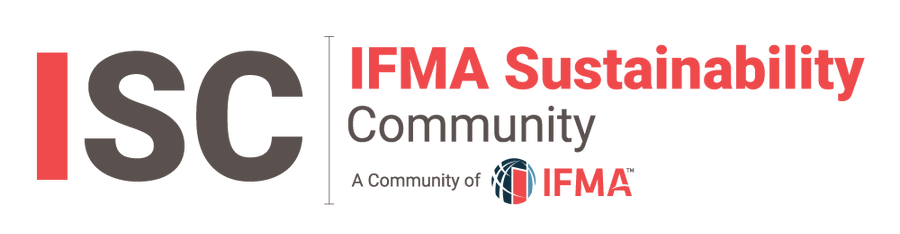 ISC
IFMA Sustainability
Community
A Community of IFMA™